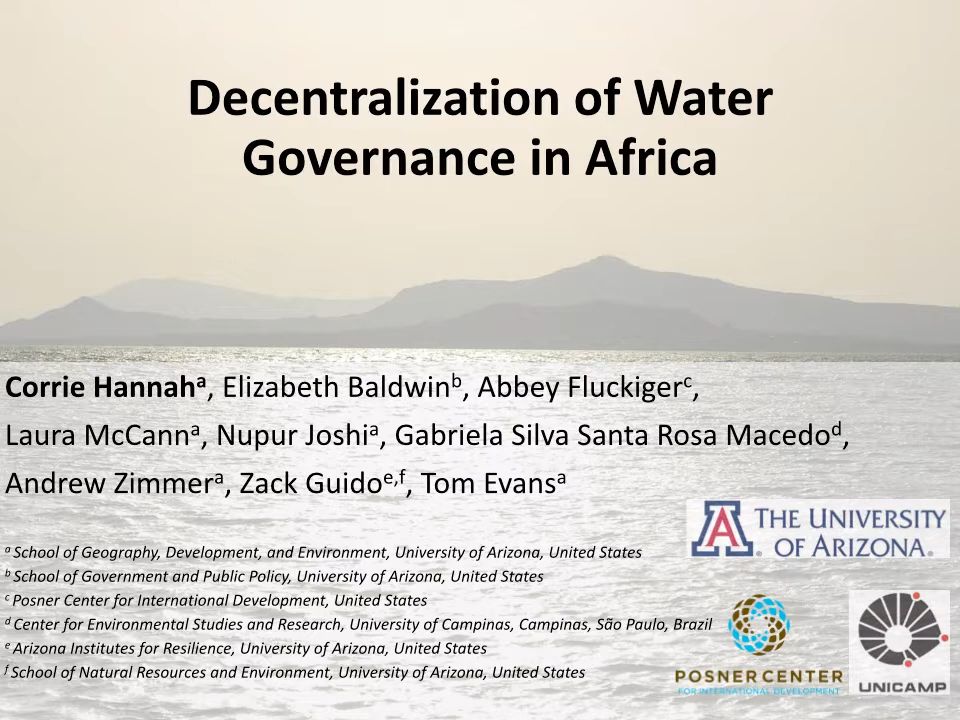 Decentralization of Water
Governance in Africa
Corrie Hannahᵃ, Elizabeth Baldwinᵇ, Abbey Fluckigerᶜ,
Laura McCannᵃ, Nupur Joshiᵃ, Gabriela Silva Santa Rosa Macedoᵈ,
Andrew Zimmerᵃ, Zack Guidoᵉ,ᶠ, Tom Evansᵃ
THE UNIVERSITY
OF ARIZONA®
ᵃ School of Geography, Development, and Environment, University of Arizona, United States
ᵇ School of Government and Public Policy, University of Arizona, United States
ᶜ Posner Center for International Development, United States
ᵈ Center for Environmental Studies and Research, University of Campinas, Campinas, São Paulo, Brazil
ᵉ Arizona Institutes for Resilience, University of Arizona, United States
ᶠ School of Natural Resources and Environment, University of Arizona, United States
POSNER CENTER
FOR INTERNATIONAL DEVELOPMENT
UNICAMP